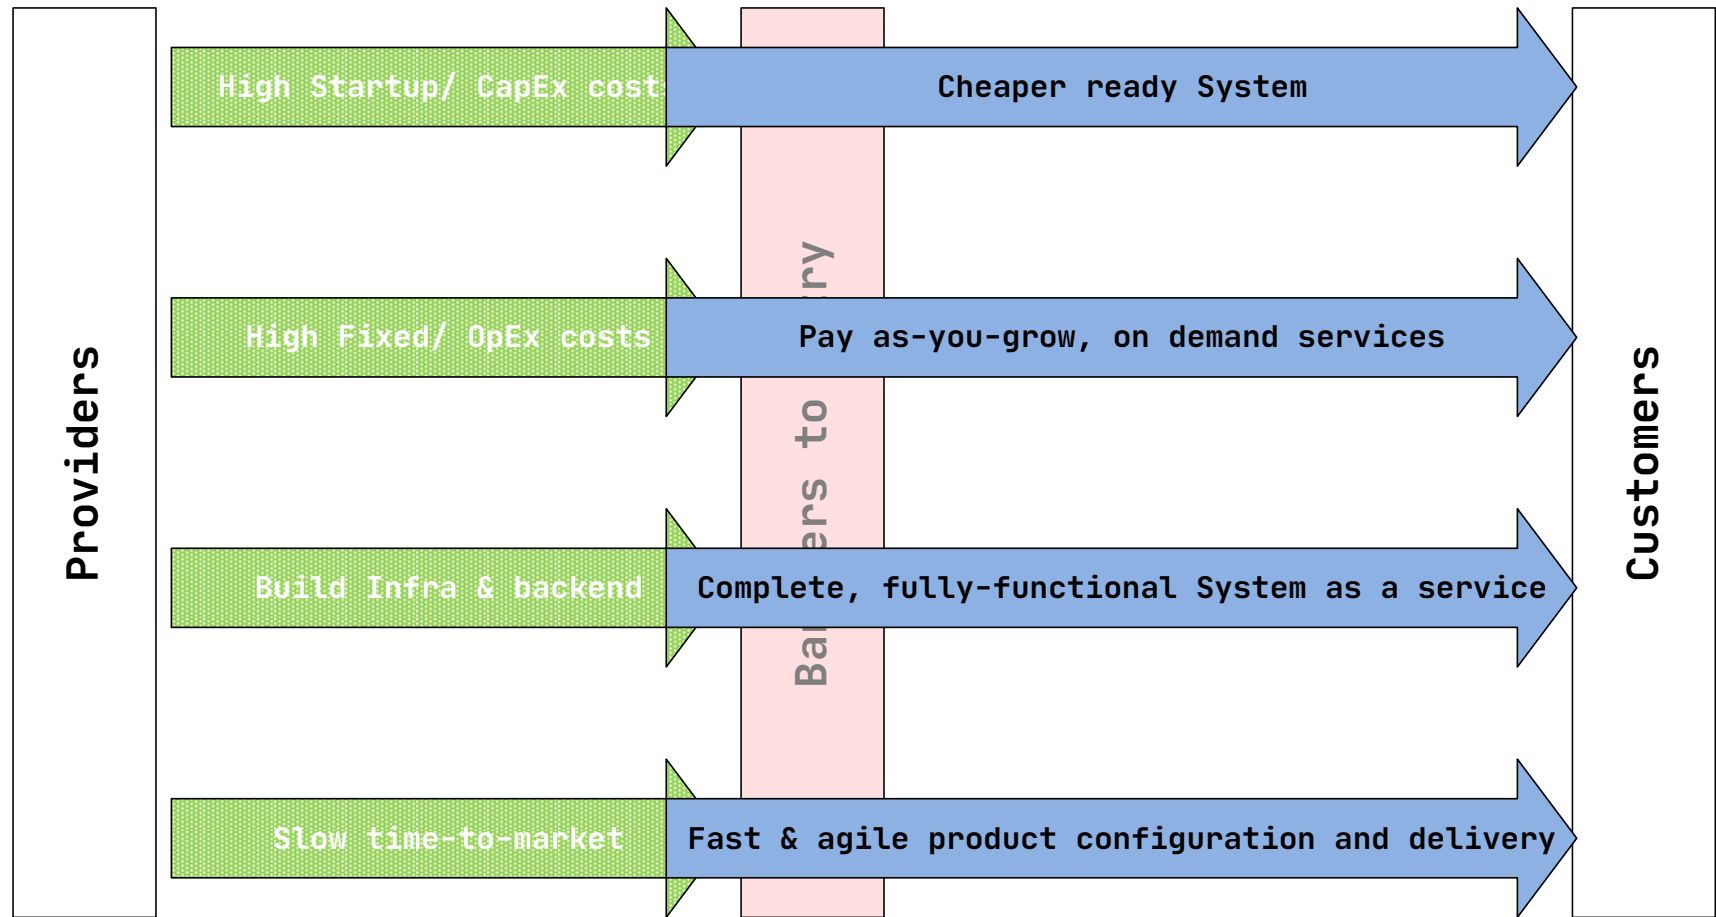 Providers
High Startup/ CapEx costs
Cheaper ready System
High Fixed/ OpEx costs
Pay as-you-grow, on demand services
Build Infra & backend
Complete, fully-functional System as a service
Slow time-to-market
Fast & agile product configuration and delivery
to
Customers